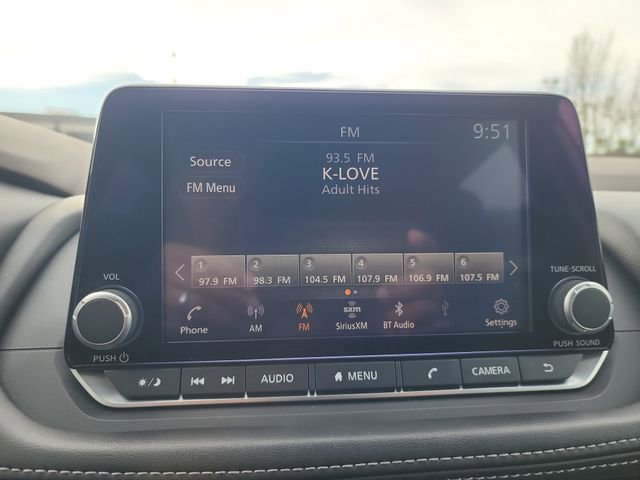 FM
9:51
Source
FM Menu
93.5 FM
K-LOVE
Adult Hits
1 2 3 4 5 6
97.9 FM 98.3 FM 104.5 FM 107.9 FM 106.9 FM 107.5 FM
Phone AM FM SXM SiriusXM BT Audio Settings
VOL
PUSH
TUNE·SCROLL
PUSH SOUND
AUDIO MENU CAMERA